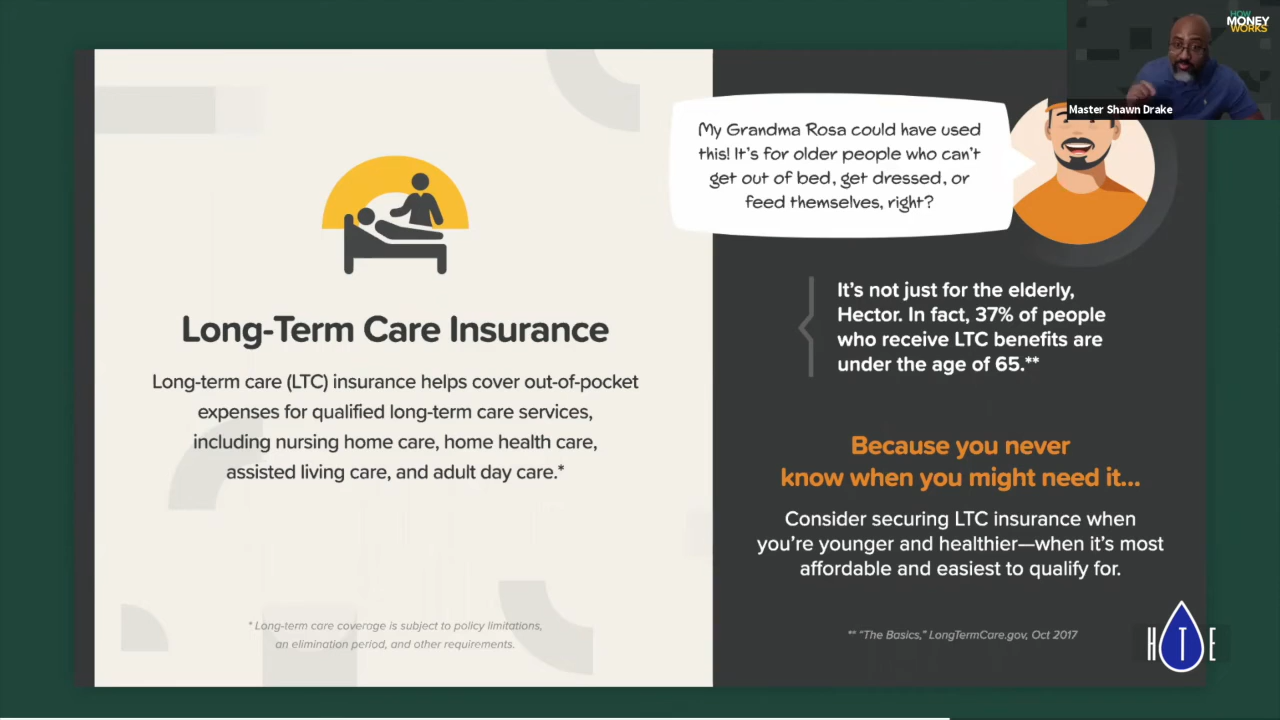 HOW
MONEY
WORKS
Master Shawn Drake
My Grandma Rosa could have used
this! It's for older people who can't
get out of bed, get dressed, or
feed themselves, right?
Long-Term Care Insurance
Long-term care (LTC) insurance helps cover out-of-pocket
expenses for qualified long-term care services,
including nursing home care, home health care,
assisted living care, and adult day care.*
* Long-term care coverage is subject to policy limitations,
an elimination period, and other requirements.
It's not just for the elderly,
Hector. In fact, 37% of people
who receive LTC benefits are
under the age of 65.**
Because you never
know when you might need it...
Consider securing LTC insurance when
you're younger and healthier—when it's most
affordable and easiest to qualify for.
** "The Basics," LongTermCare.gov, Oct 2017
H T E